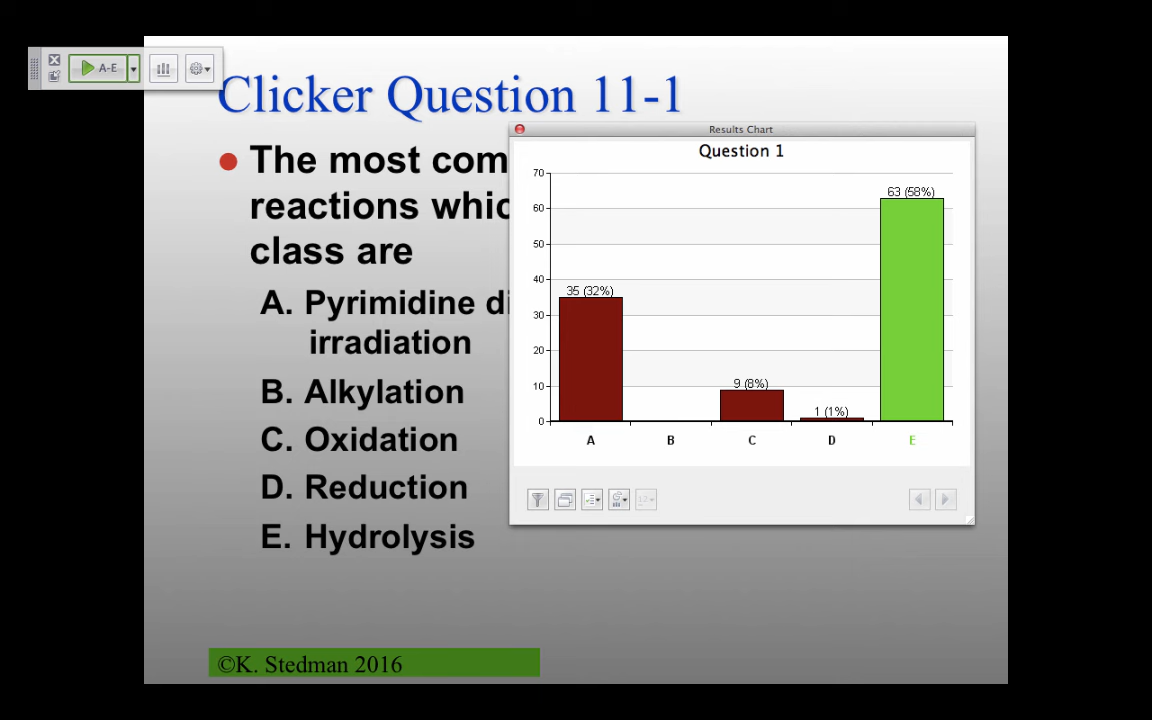 A-E
Clicker Question 11-1
The most com
reactions whic
class are
A. Pyrimidine di
irradiation
B. Alkylation
C. Oxidation
D. Reduction
E. Hydrolysis
©K. Stedman 2016
Results Chart
Question 1
70
60
50
40
30
20
10
0
35 (32%)
9 (8%)
1 (1%)
63 (58%)
A B C D E
12